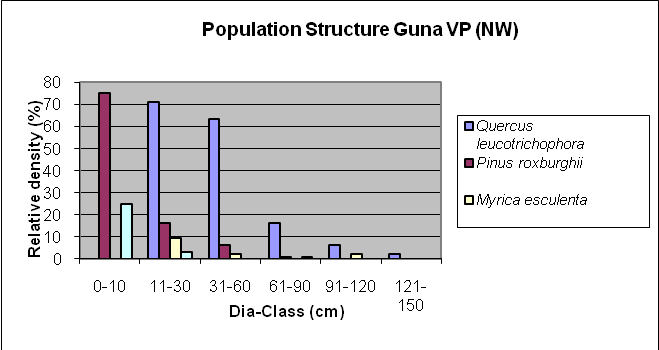 Population Structure Guna VP (NW)
Relative density (%)
80
70
60
50
40
30
20
10
0
0-10 11-30 31-60 61-90 91-120 121-
150
Dia-Class (cm)
Quercus
leucotrichophora
Pinus roxburghii
Myrica esculenta